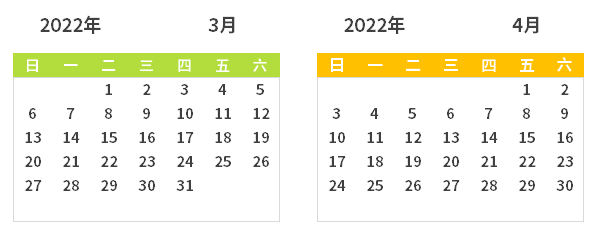 2022年 3月
日 一 二 三 四 五 六
1 2 3 4 5
6 7 8 9 10 11 12
13 14 15 16 17 18 19
20 21 22 23 24 25 26
27 28 29 30 31
2022年 4月
日 一 二 三 四 五 六
1 2
3 4 5 6 7 8 9
10 11 12 13 14 15 16
17 18 19 20 21 22 23
24 25 26 27 28 29 30